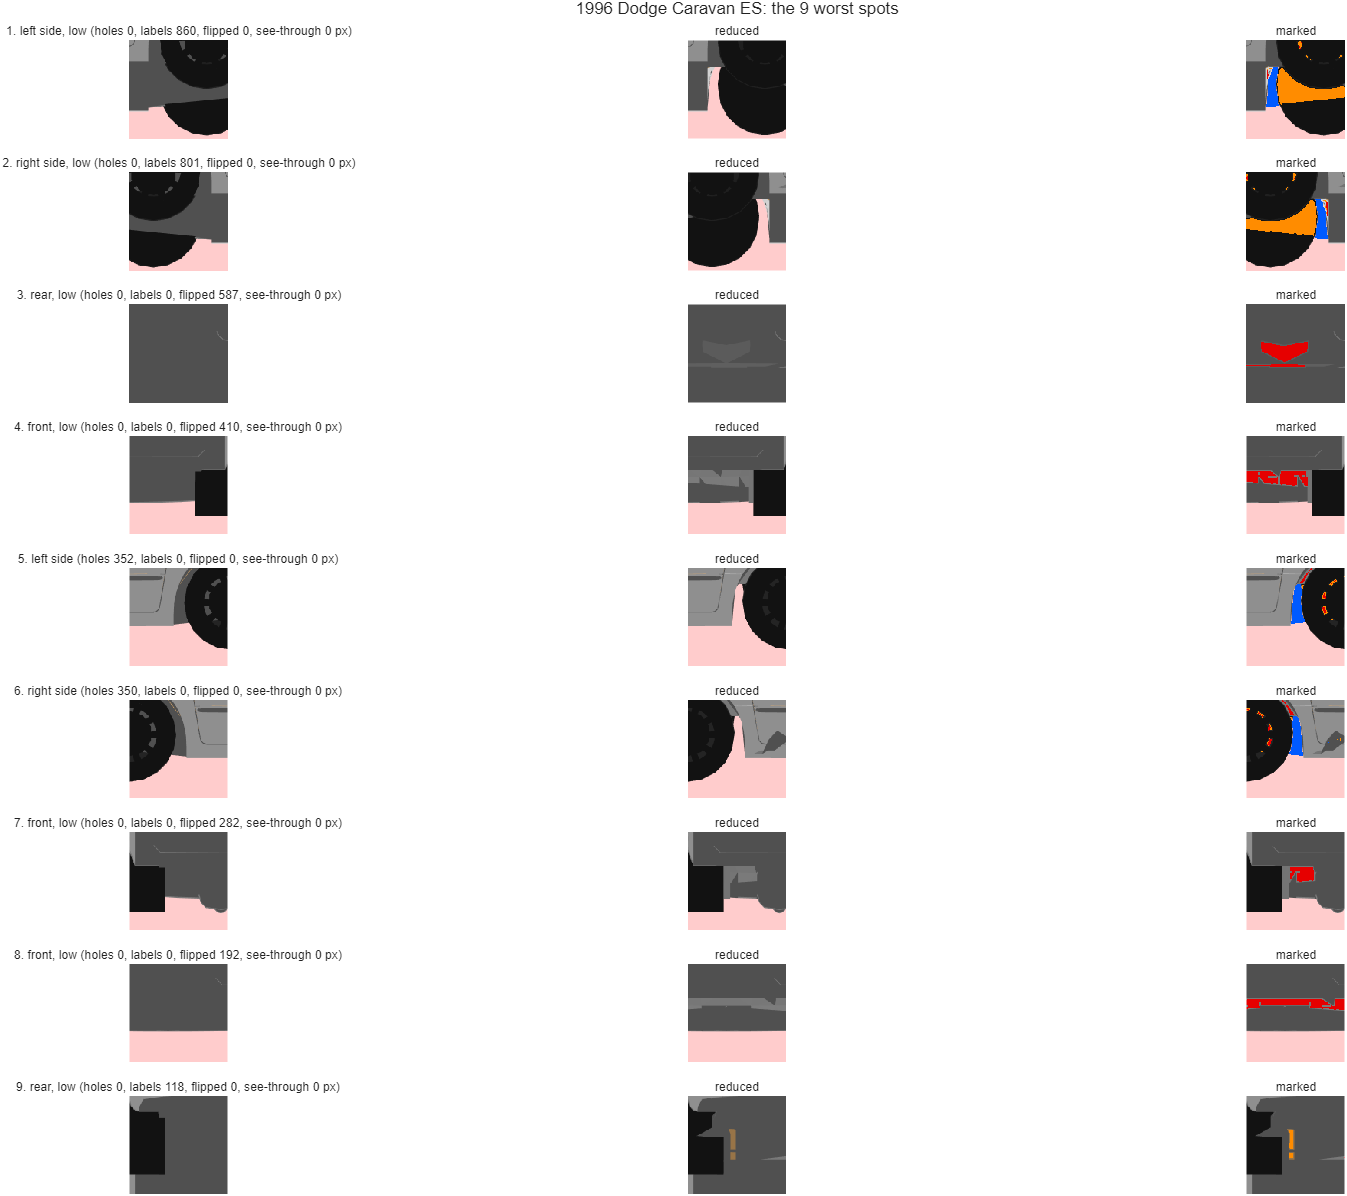 1996 Dodge Caravan ES: the 9 worst spots
1. left side, low (holes 0, labels 860, flipped 0, see-through 0 px)
reduced
marked
2. right side, low (holes 0, labels 801, flipped 0, see-through 0 px)
reduced
marked
3. rear, low (holes 0, labels 0, flipped 587, see-through 0 px)
reduced
marked
4. front, low (holes 0, labels 0, flipped 410, see-through 0 px)
reduced
marked
5. left side (holes 352, labels 0, flipped 0, see-through 0 px)
reduced
marked
6. right side (holes 350, labels 0, flipped 0, see-through 0 px)
reduced
marked
7. front, low (holes 0, labels 0, flipped 282, see-through 0 px)
reduced
marked
8. front, low (holes 0, labels 0, flipped 192, see-through 0 px)
reduced
marked
9. rear, low (holes 0, labels 118, flipped 0, see-through 0 px)
reduced
marked